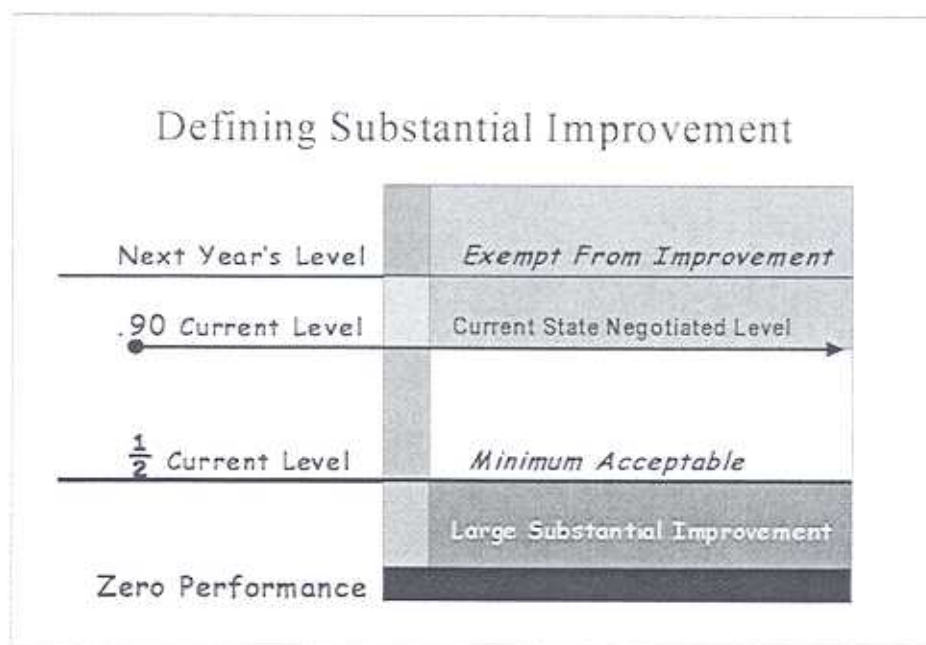 Defining Substantial Improvement
Next Year's Level Exempt From Improvement
.90 Current Level Current State Negotiated Level
1/2 Current Level Minimum Acceptable
Large Substantial Improvement
Zero Performance